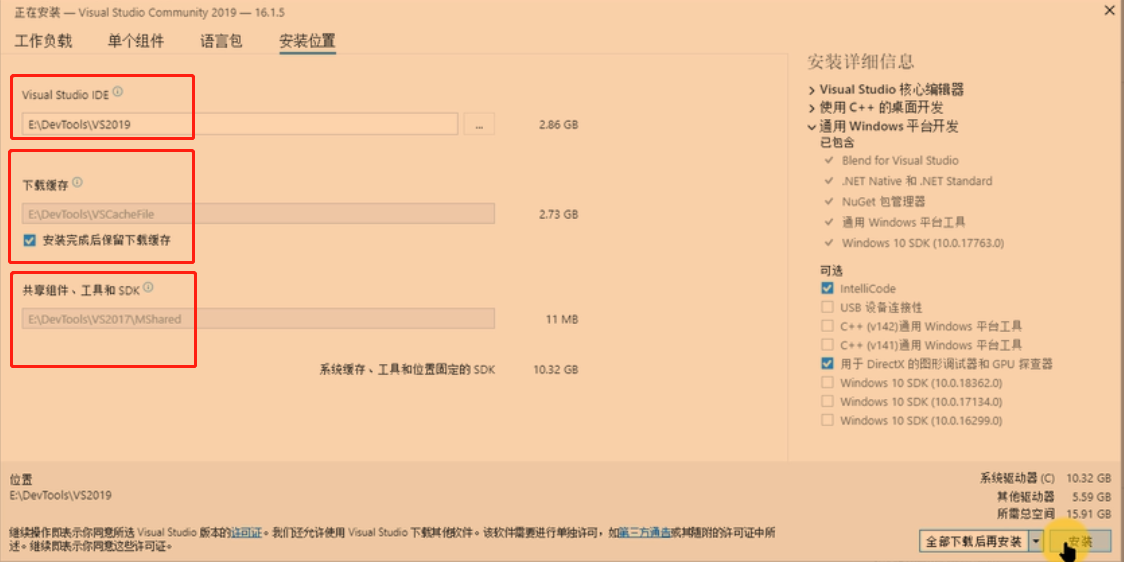 正在安装 — Visual Studio Community 2019 — 16.1.5
工作负载 单个组件 语言包 安装位置
Visual Studio IDE
E:\DevTools\VS2019 ... 2.86 GB
下载缓存
E:\DevTools\VSCacheFile 2.73 GB
安装完成后保留下载缓存
共享组件、工具和 SDK
E:\DevTools\VS2017\MShared 11 MB
系统缓存、工具和位置固定的 SDK 10.32 GB
安装详细信息
Visual Studio 核心编辑器
使用 C++ 的桌面开发
通用 Windows 平台开发
已包含
Blend for Visual Studio
.NET Native 和 .NET Standard
NuGet 包管理器
通用 Windows 平台工具
Windows 10 SDK (10.0.17763.0)
可选
IntelliCode
USB 设备连接性
C++ (v142)通用 Windows 平台工具
C++ (v141)通用 Windows 平台工具
用于 DirectX 的图形调试器和 GPU 探查器
Windows 10 SDK (10.0.18362.0)
Windows 10 SDK (10.0.17134.0)
Windows 10 SDK (10.0.16299.0)
位置
E:\DevTools\VS2019
系统驱动器 (C) 10.32 GB
其他驱动器 5.59 GB
所需总空间 15.91 GB
继续操作即表示你同意所选 Visual Studio 版本的许可证。我们还允许使用 Visual Studio 下载其他软件。该软件需要进行单独许可，如第三方通告或其随附的许可证中所
述。继续即表示你同意这些许可证。
全部下载后再安装 安装